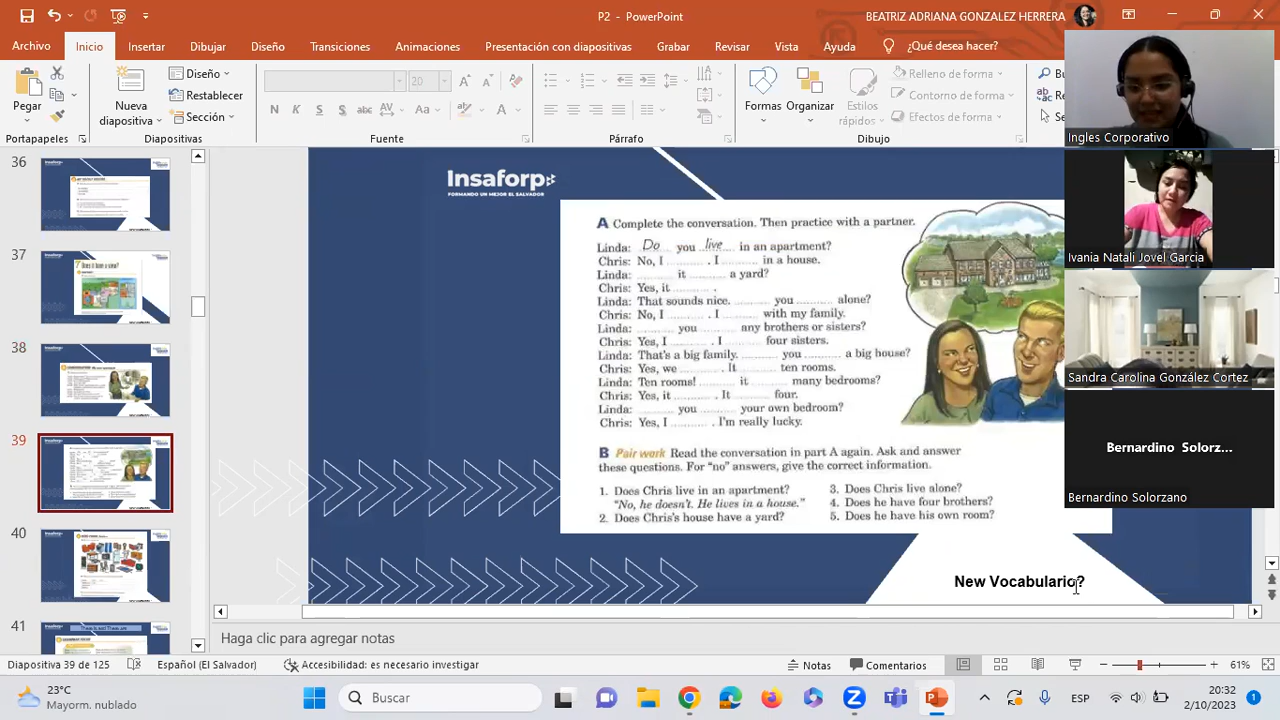 P2 - PowerPoint
BEATRIZ ADRIANA GONZALEZ HERRERA
Archivo Inicio Insertar Dibujar Diseño Transiciones Animaciones Presentación con diapositivas Grabar Revisar Vista Ayuda ¿Qué desea hacer?
Pegar
Nueva diapositiva
Diseño
Restablecer
Sección
20
Formas
Organizar
Estilos rápidos
Relleno de forma
Contorno de forma
Efectos de forma
Portapapeles Diapositivas Fuente Párrafo Dibujo
Ingles Corporativo
Ivania Natali Jovel Garcia
Sandra Carolina González Cortez
Bernardino Solorz...
Bernardino Solorzano
36
37
38
39
40
41
Insaforp
FORMANDO UN MEJOR EL SALVADOR
A Complete the conversation. Then practice with a partner.
Linda: Do you live in an apartment?
Chris: No, I ........ . I ........ in a house.
Linda: ........ it ........ a yard?
Chris: Yes, it ........ .
Linda: That sounds nice. ........ you ........ alone?
Chris: No, I ........ . I ........ with my family.
Linda: ........ you ........ any brothers or sisters?
Chris: Yes, I ........ . I ........ four sisters.
Linda: That's a big family. ........ you ........ a big house?
Chris: Yes, we ........ . It ........ ten rooms.
Linda: Ten rooms! ........ it ........ many bedrooms?
Chris: Yes, it ........ . It ........ four.
Linda: ........ you ........ your own bedroom?
Chris: Yes, I ........ . I'm really lucky.
B Pair work Read the conversation in part A again. Ask and answer
these questions. For "no" answers, give the correct information.
1. Does Chris live in an apartment?
"No, he doesn't. He lives in a house."
2. Does Chris's house have a yard?
3. Does Chris live alone?
4. Does he have four brothers?
5. Does he have his own room?
New Vocabulario?
Haga clic para agregar notas
Diapositiva 39 de 125 Español (El Salvador) Accesibilidad: es necesario investigar Notas Comentarios 61%
23°C
Mayorm. nublado
Buscar
ESP
20:32
2/10/2023